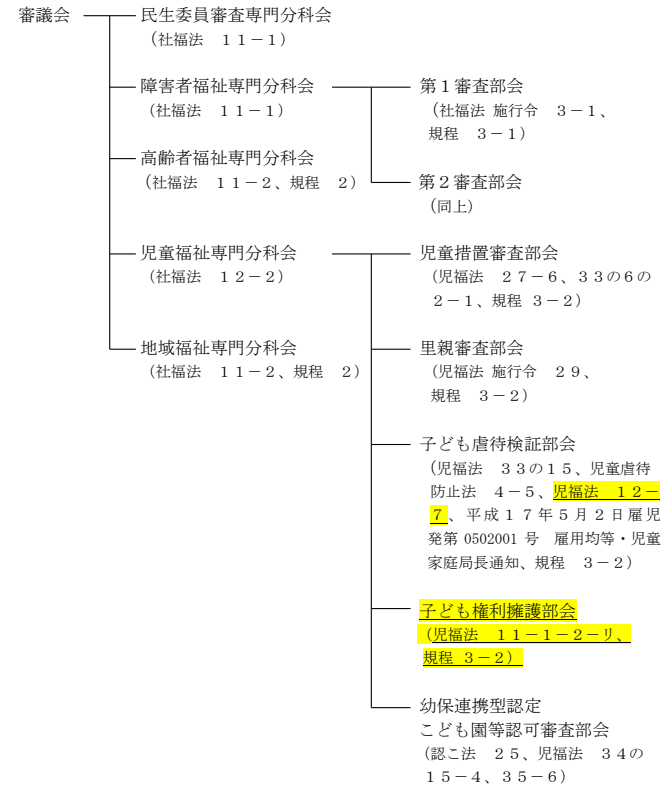 審議会
民生委員審査専門分科会
（社福法　１１－１）
障害者福祉専門分科会
（社福法　１１－１）
高齢者福祉専門分科会
（社福法　１１－２、規程　２）
児童福祉専門分科会
（社福法　１２－２）
地域福祉専門分科会
（社福法　１１－２、規程　２）
第１審査部会
（社福法 施行令　３－１、
規程　３－１）
第２審査部会
（同上）
児童措置審査部会
（児福法　２７－６、３３の６の
２－１、規程 ３－２）
里親審査部会
（児福法 施行令　２９、
規程　３－２）
子ども虐待検証部会
（児福法　３３の１５、児童虐待
防止法　４－５、児福法　１２－
７、平成１７年５月２日雇児
発第 0502001 号　雇用均等・児童
家庭局長通知、規程　３－２）
子ども権利擁護部会
（児福法　１１－１－２－リ、
規程 ３－２）
幼保連携型認定
こども園等認可審査部会
（認こ法　２５、児福法　３４の
１５－４、３５－６）